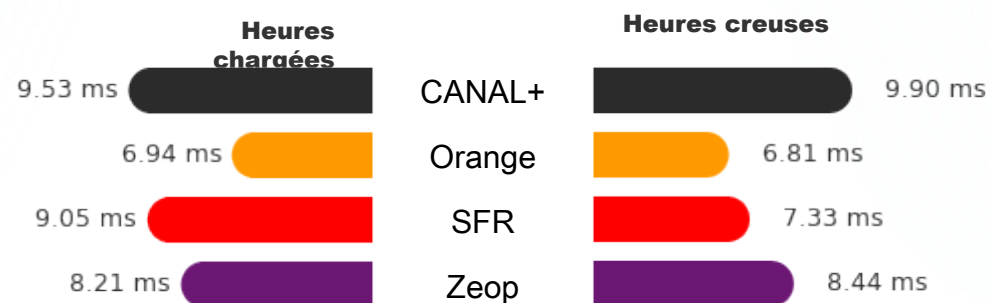 Heures
chargées
Heures creuses
9.53 ms CANAL+ 9.90 ms
6.94 ms Orange 6.81 ms
9.05 ms SFR 7.33 ms
8.21 ms Zeop 8.44 ms